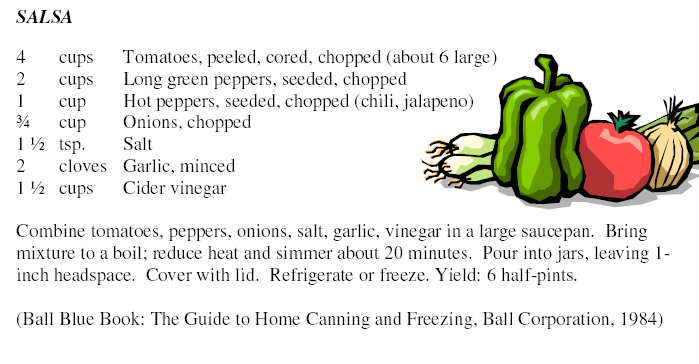 SALSA
4 cups Tomatoes, peeled, cored, chopped (about 6 large)
2 cups Long green peppers, seeded, chopped
1 cup Hot peppers, seeded, chopped (chili, jalapeno)
¾ cup Onions, chopped
1 ½ tsp. Salt
2 cloves Garlic, minced
1 ½ cups Cider vinegar
Combine tomatoes, peppers, onions, salt, garlic, vinegar in a large saucepan. Bring
mixture to a boil; reduce heat and simmer about 20 minutes. Pour into jars, leaving 1-
inch headspace. Cover with lid. Refrigerate or freeze. Yield: 6 half-pints.
(Ball Blue Book: The Guide to Home Canning and Freezing, Ball Corporation, 1984)